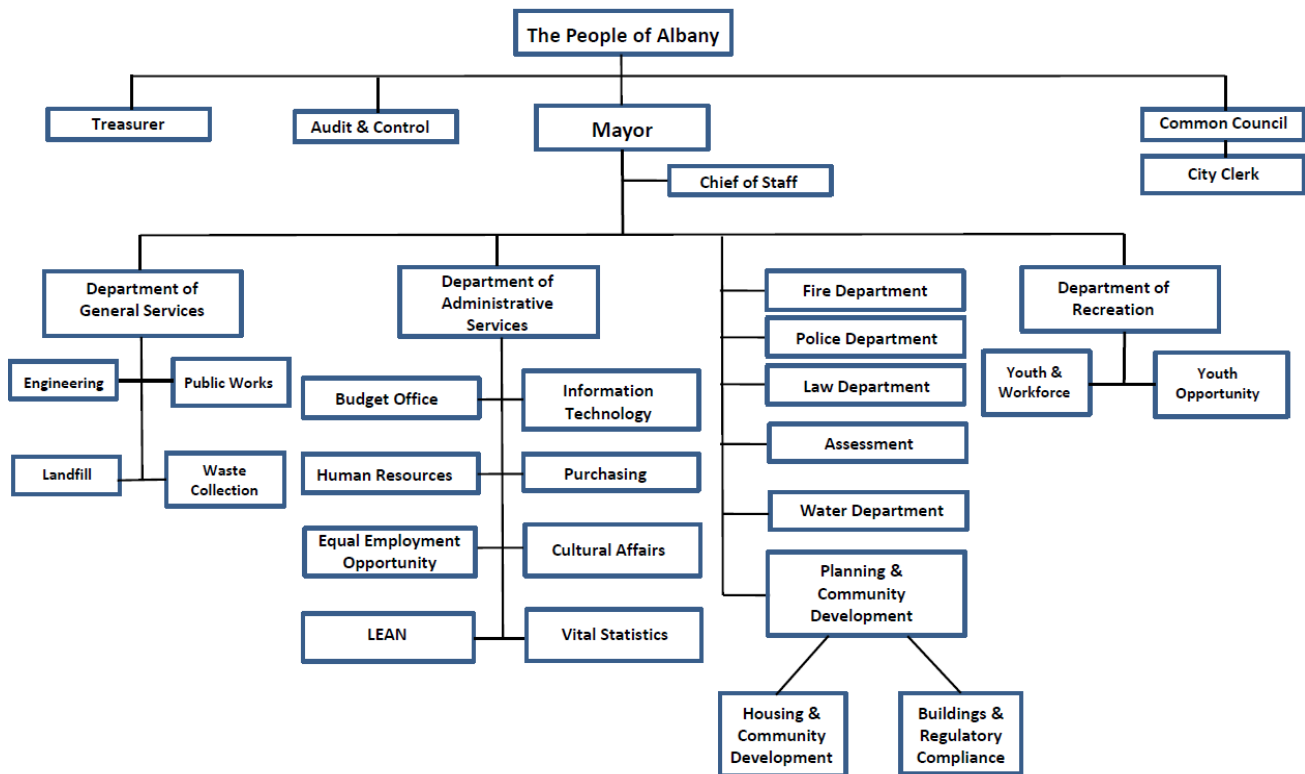 The People of Albany
Treasurer
Audit & Control
Mayor
Common Council
City Clerk
Chief of Staff
Department of
General Services
Department of
Administrative
Services
Fire Department
Department of
Recreation
Police Department
Engineering
Public Works
Law Department
Youth &
Workforce
Youth
Opportunity
Budget Office
Information
Technology
Assessment
Landfill
Waste
Collection
Human Resources
Purchasing
Water Department
Equal Employment
Opportunity
Cultural Affairs
Planning &
Community
Development
LEAN
Vital Statistics
Housing &
Community
Development
Buildings &
Regulatory
Compliance